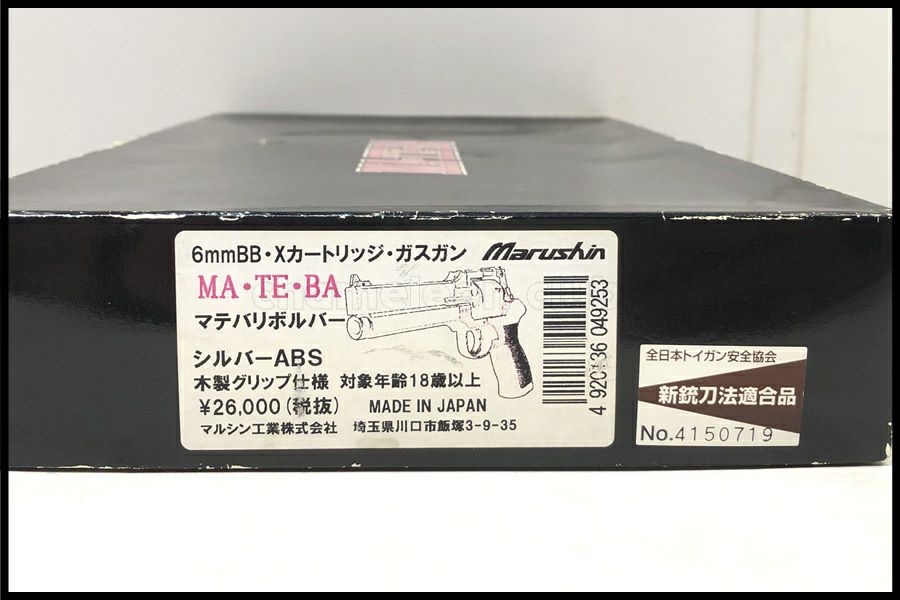 6mmBB・Xカートリッジ・ガスガン Marushin
MA・TE・BA
マテバリボルバー
シルバーABS
木製グリップ仕様 対象年齢18歳以上
¥26,000(税抜) MADE IN JAPAN
マルシン工業株式会社 埼玉県川口市飯塚3-9-35
全日本トイガン安全協会
新銃刀法適合品
No.4150719